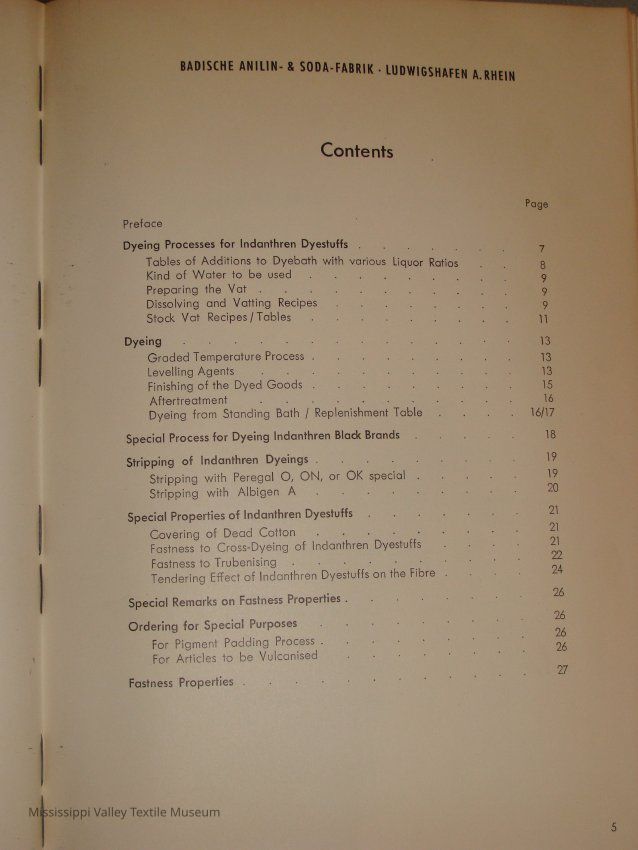 BADISCHE ANILIN- & SODA-FABRIK · LUDWIGSHAFEN A. RHEIN
Contents
Page
Preface
Dyeing Processes for Indanthren Dyestuffs . . . . . . 7
Tables of Additions to Dyebath with various Liquor Ratios . . 8
Kind of Water to be used . . . . . . . . 9
Preparing the Vat . . . . . . . . . . 9
Dissolving and Vatting Recipes . . . . . . . 9
Stock Vat Recipes / Tables . . . . . . . . 11
Dyeing . . . . . . . . . . . . 13
Graded Temperature Process . . . . . . . . 13
Levelling Agents . . . . . . . . . . 13
Finishing of the Dyed Goods . . . . . . . . 15
Aftertreatment . . . . . . . . . . 16
Dyeing from Standing Bath / Replenishment Table . . . . 16/17
Special Process for Dyeing Indanthren Black Brands . . . . . 18
Stripping of Indanthren Dyeings . . . . . . . . 19
Stripping with Peregal O, ON, or OK special . . . . . 19
Stripping with Albigen A . . . . . . . . 20
Special Properties of Indanthren Dyestuffs . . . . . . 21
Covering of Dead Cotton . . . . . . . . 21
Fastness to Cross-Dyeing of Indanthren Dyestuffs . . . . 21
Fastness to Trubenising . . . . . . . . . 22
Tendering Effect of Indanthren Dyestuffs on the Fibre . . . . 24
Special Remarks on Fastness Properties . . . . . . . 26
Ordering for Special Purposes . . . . . . . . 26
For Pigment Padding Process . . . . . . . . 26
For Articles to be Vulcanised . . . . . . . 26
Fastness Properties . . . . . . . . . . . 27
Mississippi Valley Textile Museum
5